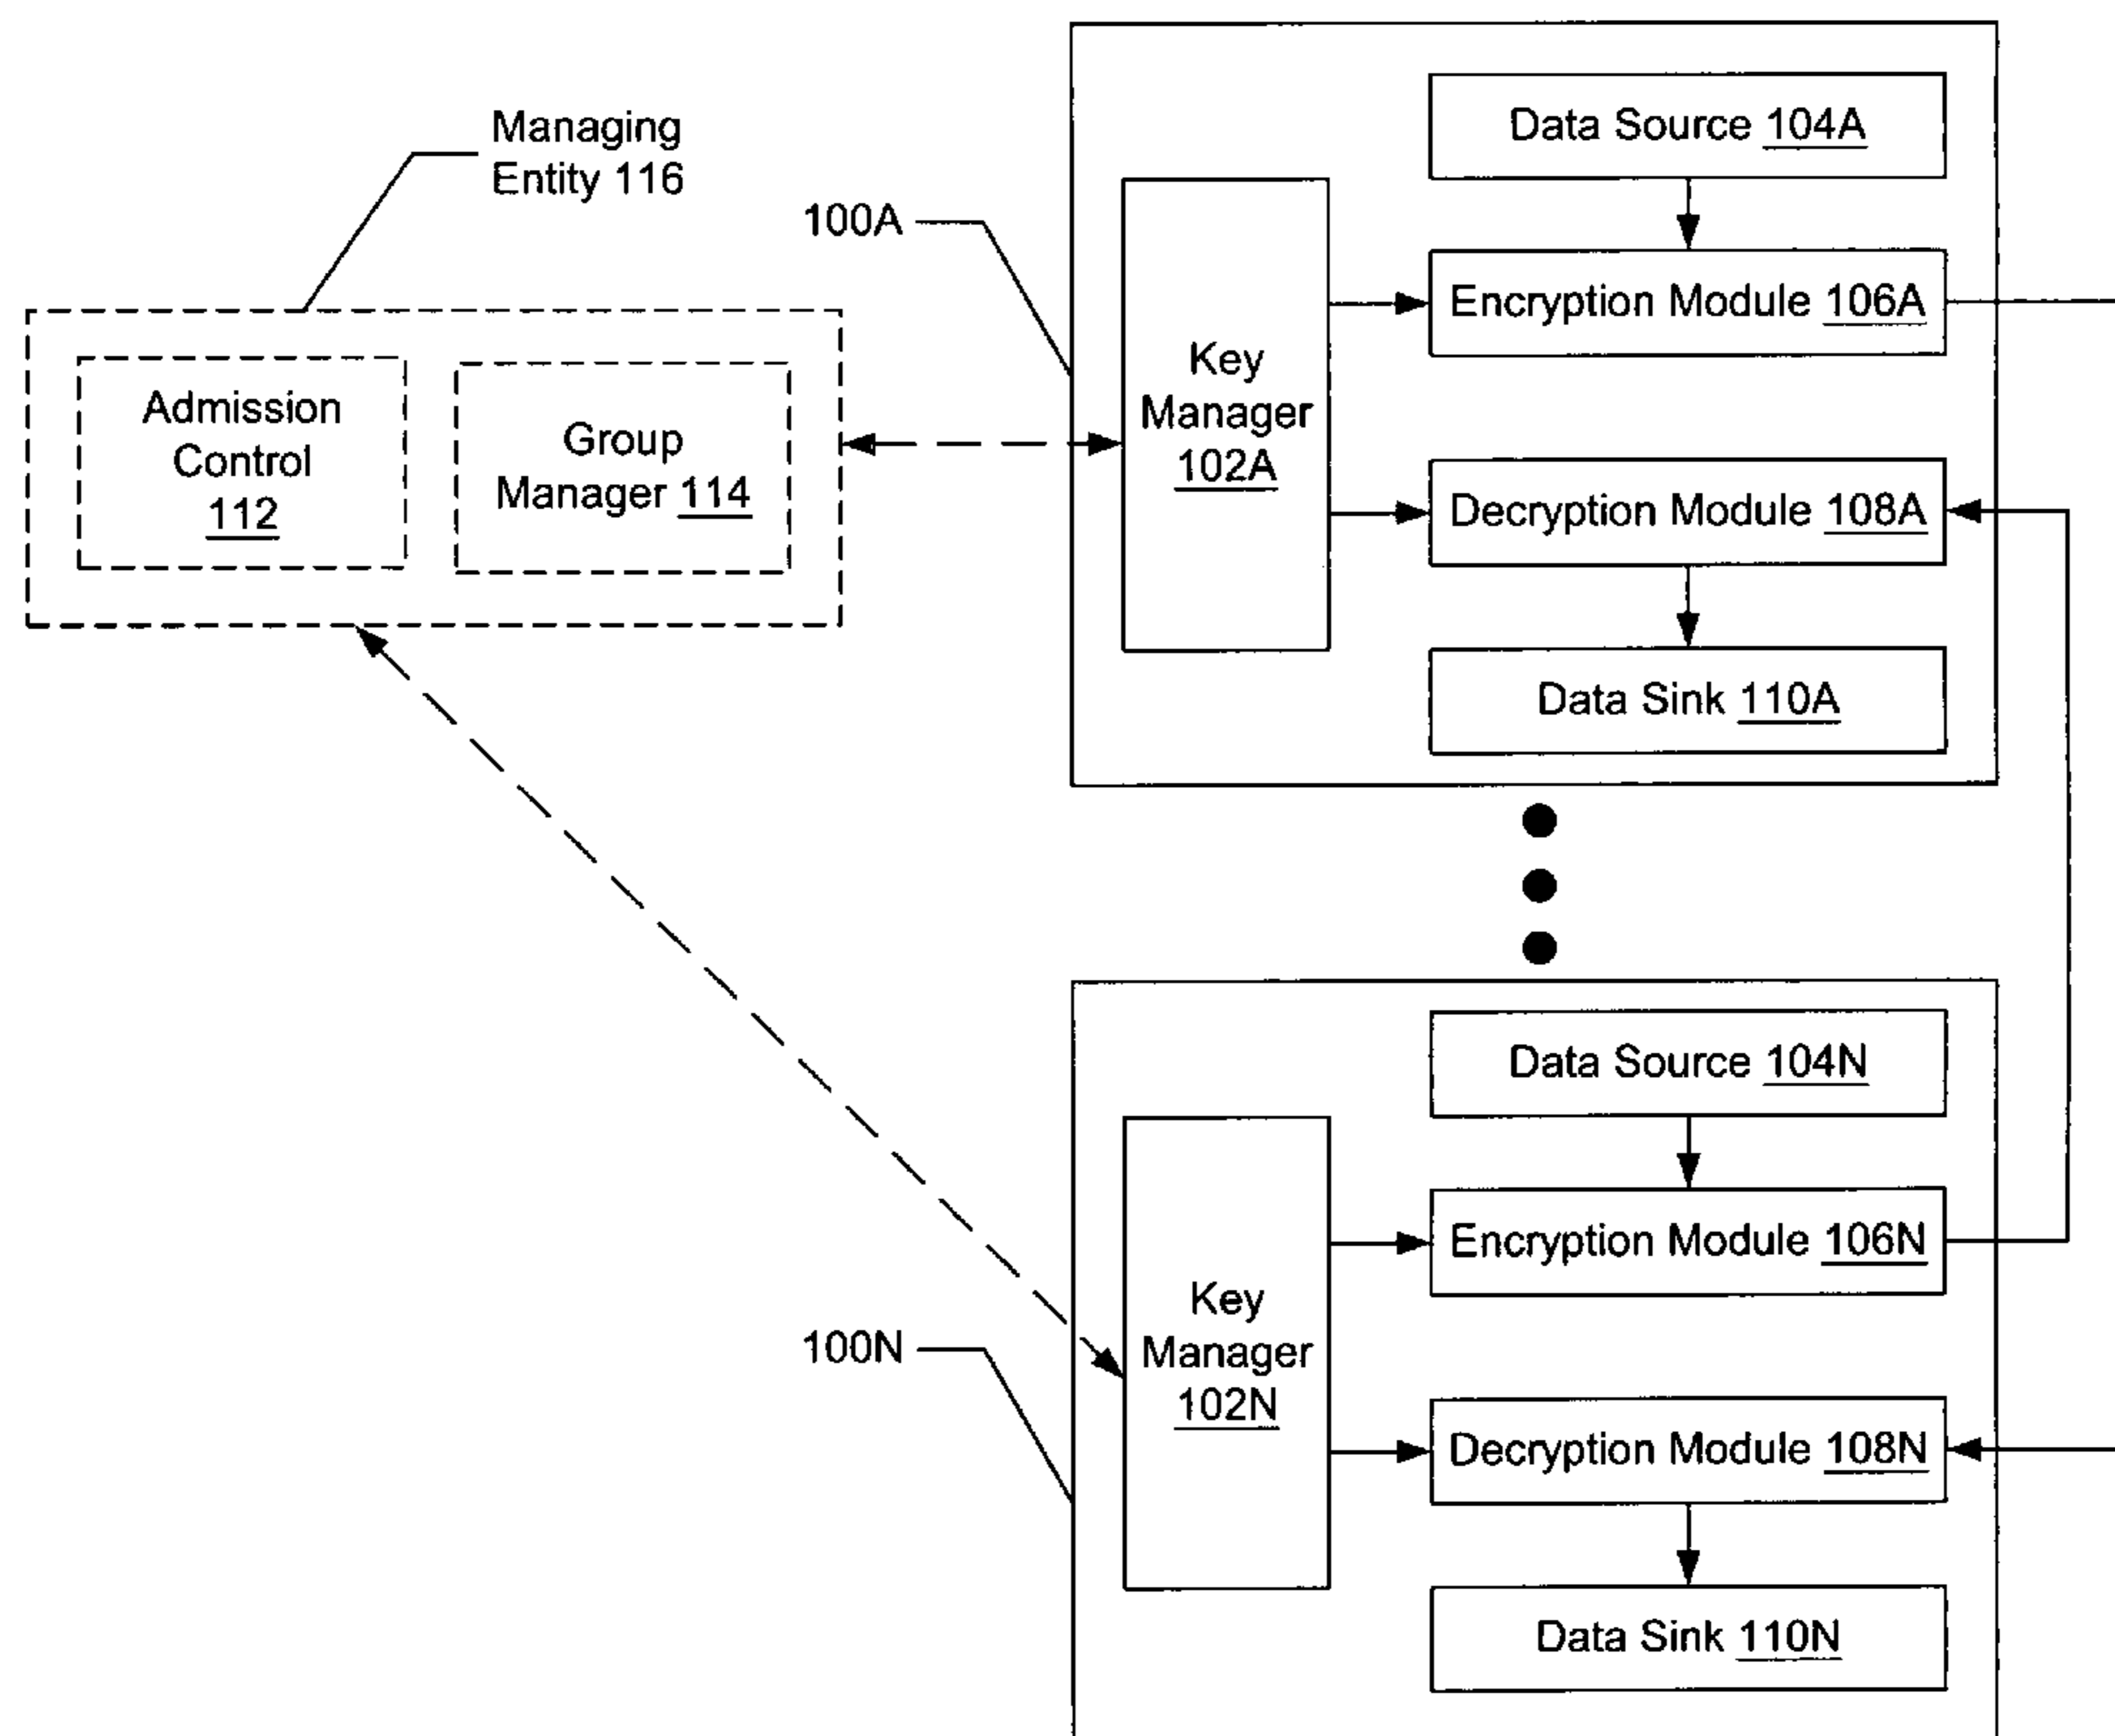 Managing
Entity 116
Admission
Control
112
Group
Manager 114
100A
Key
Manager
102A
Data Source 104A
Encryption Module 106A
Decryption Module 108A
Data Sink 110A
100N
Key
Manager
102N
Data Source 104N
Encryption Module 106N
Decryption Module 108N
Data Sink 110N